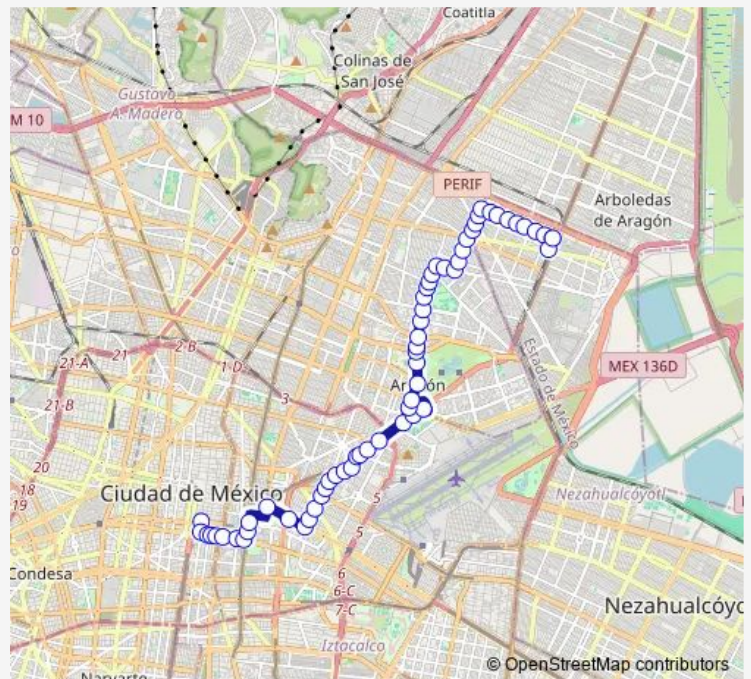 Coatitla
Colinas de
San José
Gustavo
A. Madero
M 10
PERIF
Arboledas
de Aragón
21-A
21
2-B
1-D
3
21-B
Estado de México
MEX 136D
20
18
19
5
Ciudad de México
Nezahualcóyotl
5
Condesa
6
6-C
7-C
Nezahualcóyo
Iztacalco
© OpenStreetMap contributors